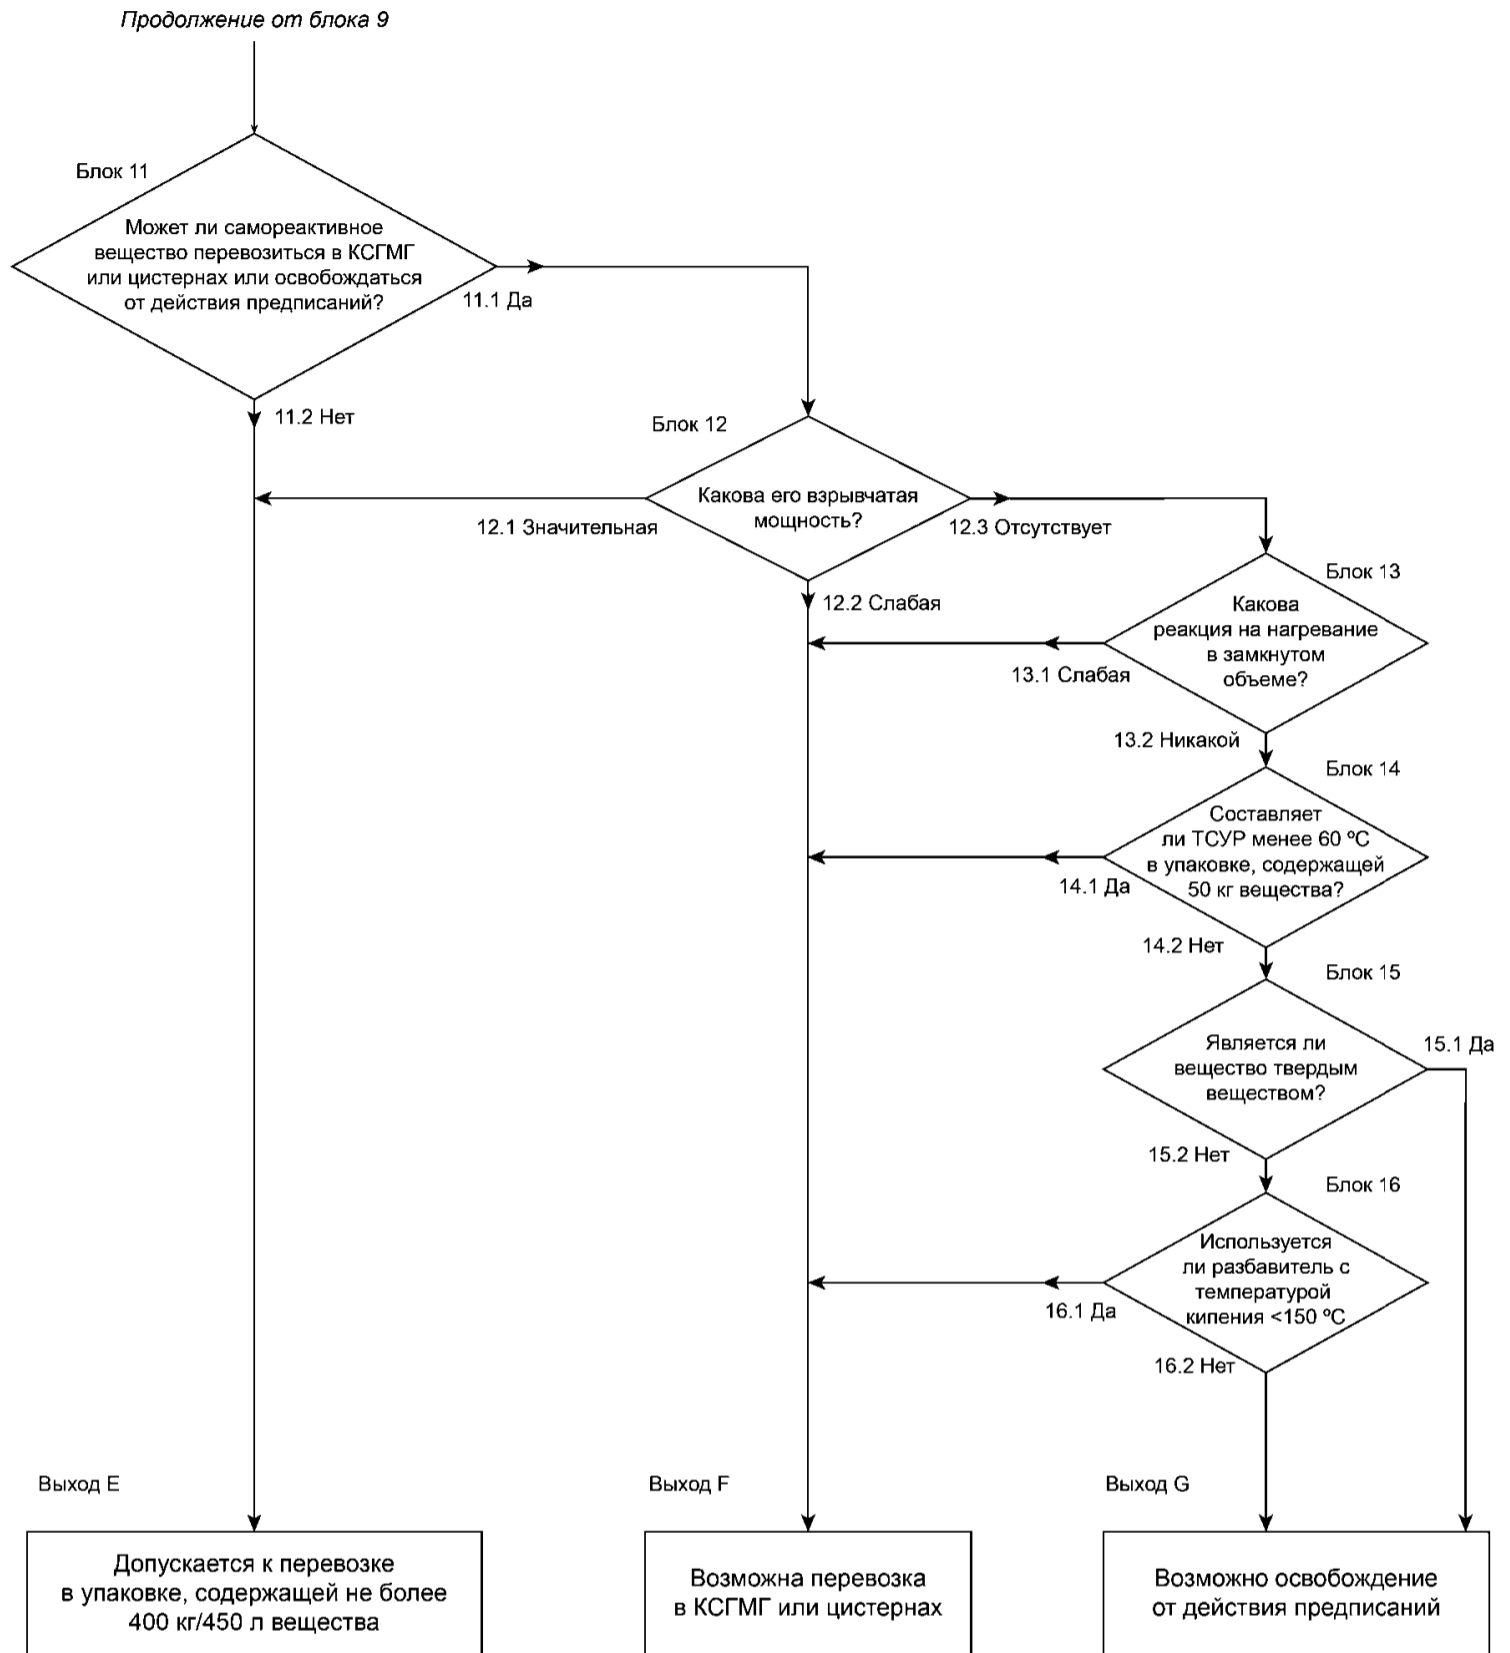 Продолжение от блока 9
Блок 11
Может ли самореактивное
вещество перевозиться в КСГМГ
или цистернах или освобождаться
от действия предписаний?
11.1 Да
11.2 Нет
Блок 12
Какова его взрывчатая
мощность?
12.1 Значительная
12.3 Отсутствует
12.2 Слабая
Блок 13
Какова
реакция на нагревание
в замкнутом
объеме?
13.1 Слабая
13.2 Никакой
Блок 14
Составляет
ли ТСУР менее 60 ºC
в упаковке, содержащей
50 кг вещества?
14.1 Да
14.2 Нет
Блок 15
Является ли
вещество твердым
веществом?
15.1 Да
15.2 Нет
Блок 16
Используется
ли разбавитель с
температурой
кипения <150 ºC
16.1 Да
16.2 Нет
Выход E
Допускается к перевозке
в упаковке, содержащей не более
400 кг/450 л вещества
Выход F
Возможна перевозка
в КСГМГ или цистернах
Выход G
Возможно освобождение
от действия предписаний